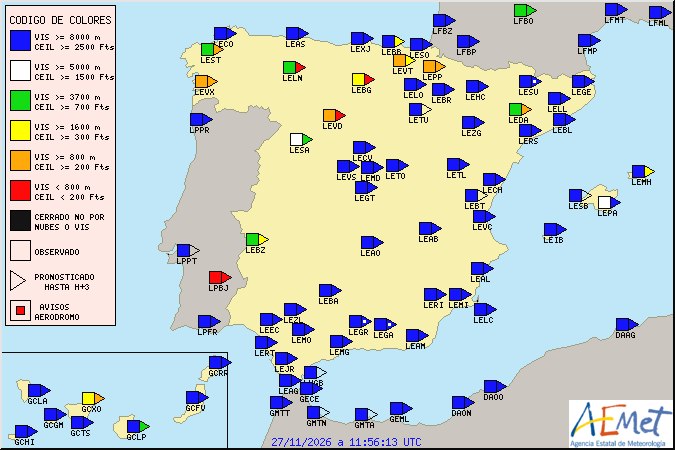 CODIGO DE COLORES
VIS >= 8000 m
CEIL >= 2500 Fts
VIS >= 5000 m
CEIL >= 1500 Fts
VIS >= 3700 m
CEIL >= 700 Fts
VIS >= 1600 m
CEIL >= 300 Fts
VIS >= 800 m
CEIL >= 200 Fts
VIS < 800 m
CEIL < 200 Fts
CERRADO NO POR
NUBES O VIS
OBSERVADO
PRONOSTICADO
HASTA H+3
AVISOS
AERODROMO
LFBO
LFMT
LFML
LFBZ
LECO
LEAS
LEXJ
LEBB
LESO
LFBP
LFMP
LEST
LEVT
LEPP
LELN
LEVX
LEBG
LELO
LEBR
LEHC
LESU
LEGE
LELL
LPPR
LEVD
LETU
LEZG
LEDA
LEBL
LERS
LESA
LECV
LEVS
LEMD
LETO
LETL
LEGT
LECH
LEMH
LEBT
LESB
LEPA
LEVC
LEBZ
LEAO
LEAB
LEIB
LPPT
LPBJ
LEAL
LEBA
LERI
LEMI
LEZL
LELC
LPFR
LEEC
LEMO
LEGR
LEGA
DAAG
LERT
LEMG
LEAM
LEJR
GCRR
LEAG
GECE
DAOO
GCLA
GCXO
GCFV
GMTT
GMTN
GMTA
GEML
DAON
GCGM
GCTS
GCLP
GCHI
27/11/2026 a 11:56:13 UTC
AEMet
Agencia Estatal de Meteorología